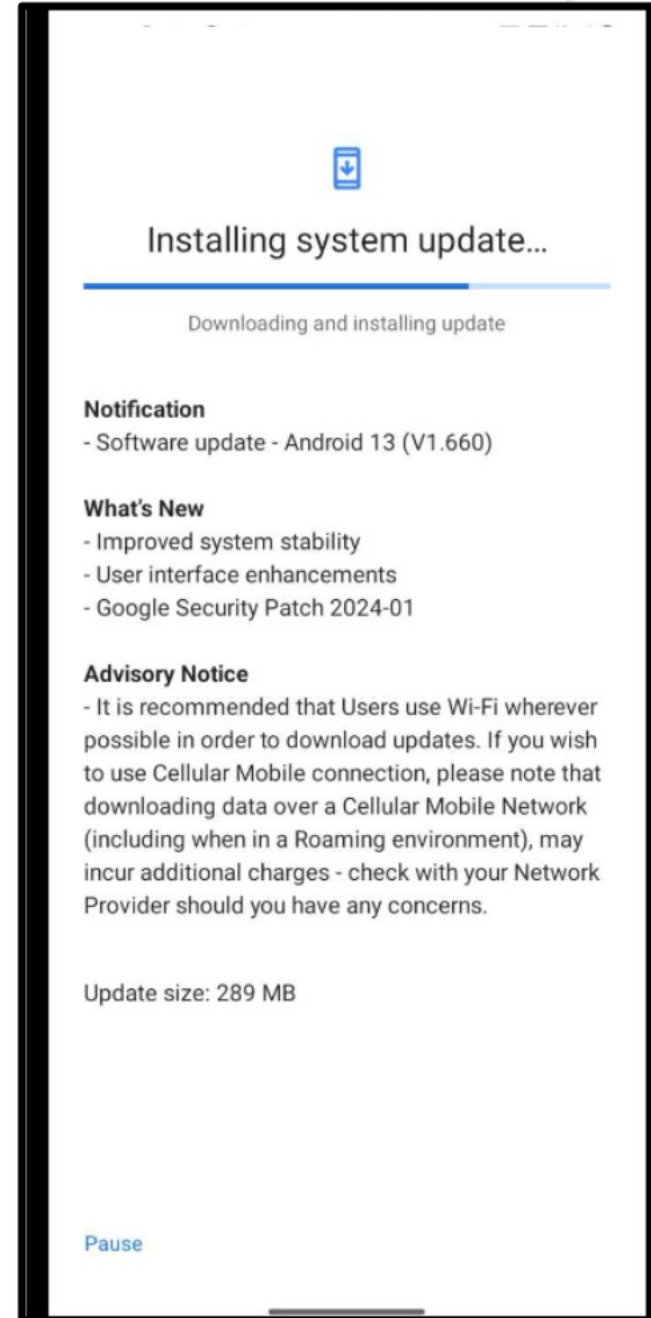 Installing system update...
Downloading and installing update
Notification
- Software update - Android 13 (V1.660)
What's New
- Improved system stability
- User interface enhancements
- Google Security Patch 2024-01
Advisory Notice
- It is recommended that Users use Wi-Fi wherever
possible in order to download updates. If you wish
to use Cellular Mobile connection, please note that
downloading data over a Cellular Mobile Network
(including when in a Roaming environment), may
incur additional charges - check with your Network
Provider should you have any concerns.
Update size: 289 MB
Pause